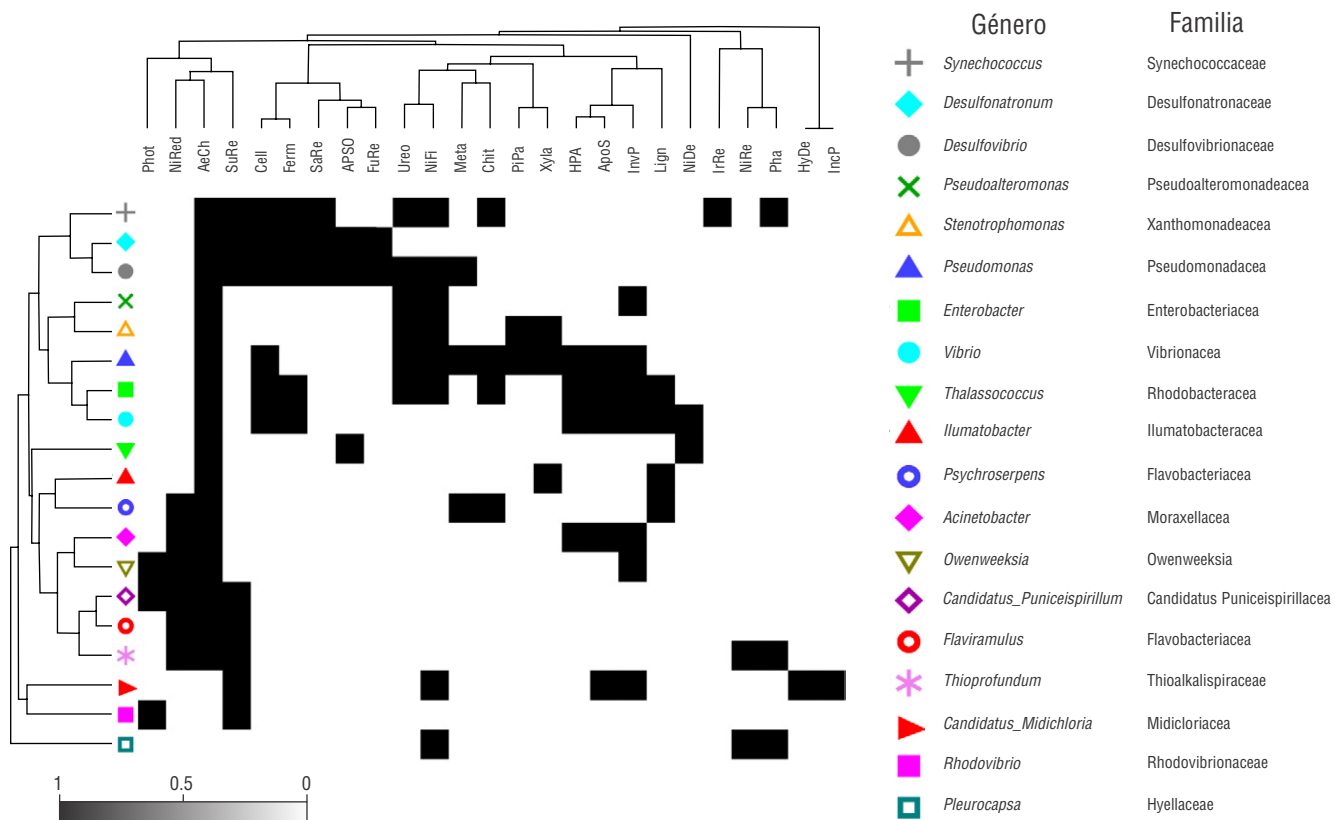 Género Familia
Synechococcus Synechococcaceae
Desulfonatronum Desulfonatronaceae
Desulfovibrio Desulfovibrionaceae
Pseudoalteromonas Pseudoalteromonadeacea
Stenotrophomonas Xanthomonadeacea
Pseudomonas Pseudomonadacea
Enterobacter Enterobacteriacea
Vibrio Vibrionacea
Thalassococcus Rhodobacteracea
Ilumatobacter Ilumatobacteracea
Psychroserpens Flavobacteriacea
Acinetobacter Moraxellacea
Owenweeksia Owenweeksia
Candidatus_Puniceispirillum Candidatus Puniceispirillacea
Flaviramulus Flavobacteriacea
Thioprofundum Thioalkalispiraceae
Candidatus_Midichloria Midicloriacea
Rhodovibrio Rhodovibrionaceae
Pleurocapsa Hyellaceae
Phot
NiRed
AeCh
SuRe
Cell
Ferm
SaRe
APSO
FuRe
Ureo
NiFi
Meta
Chit
PiPa
Xyla
HPA
ApoS
InvP
Lign
NiDe
IrRe
NiRe
Pha
HyDe
IncP
1 0.5 0